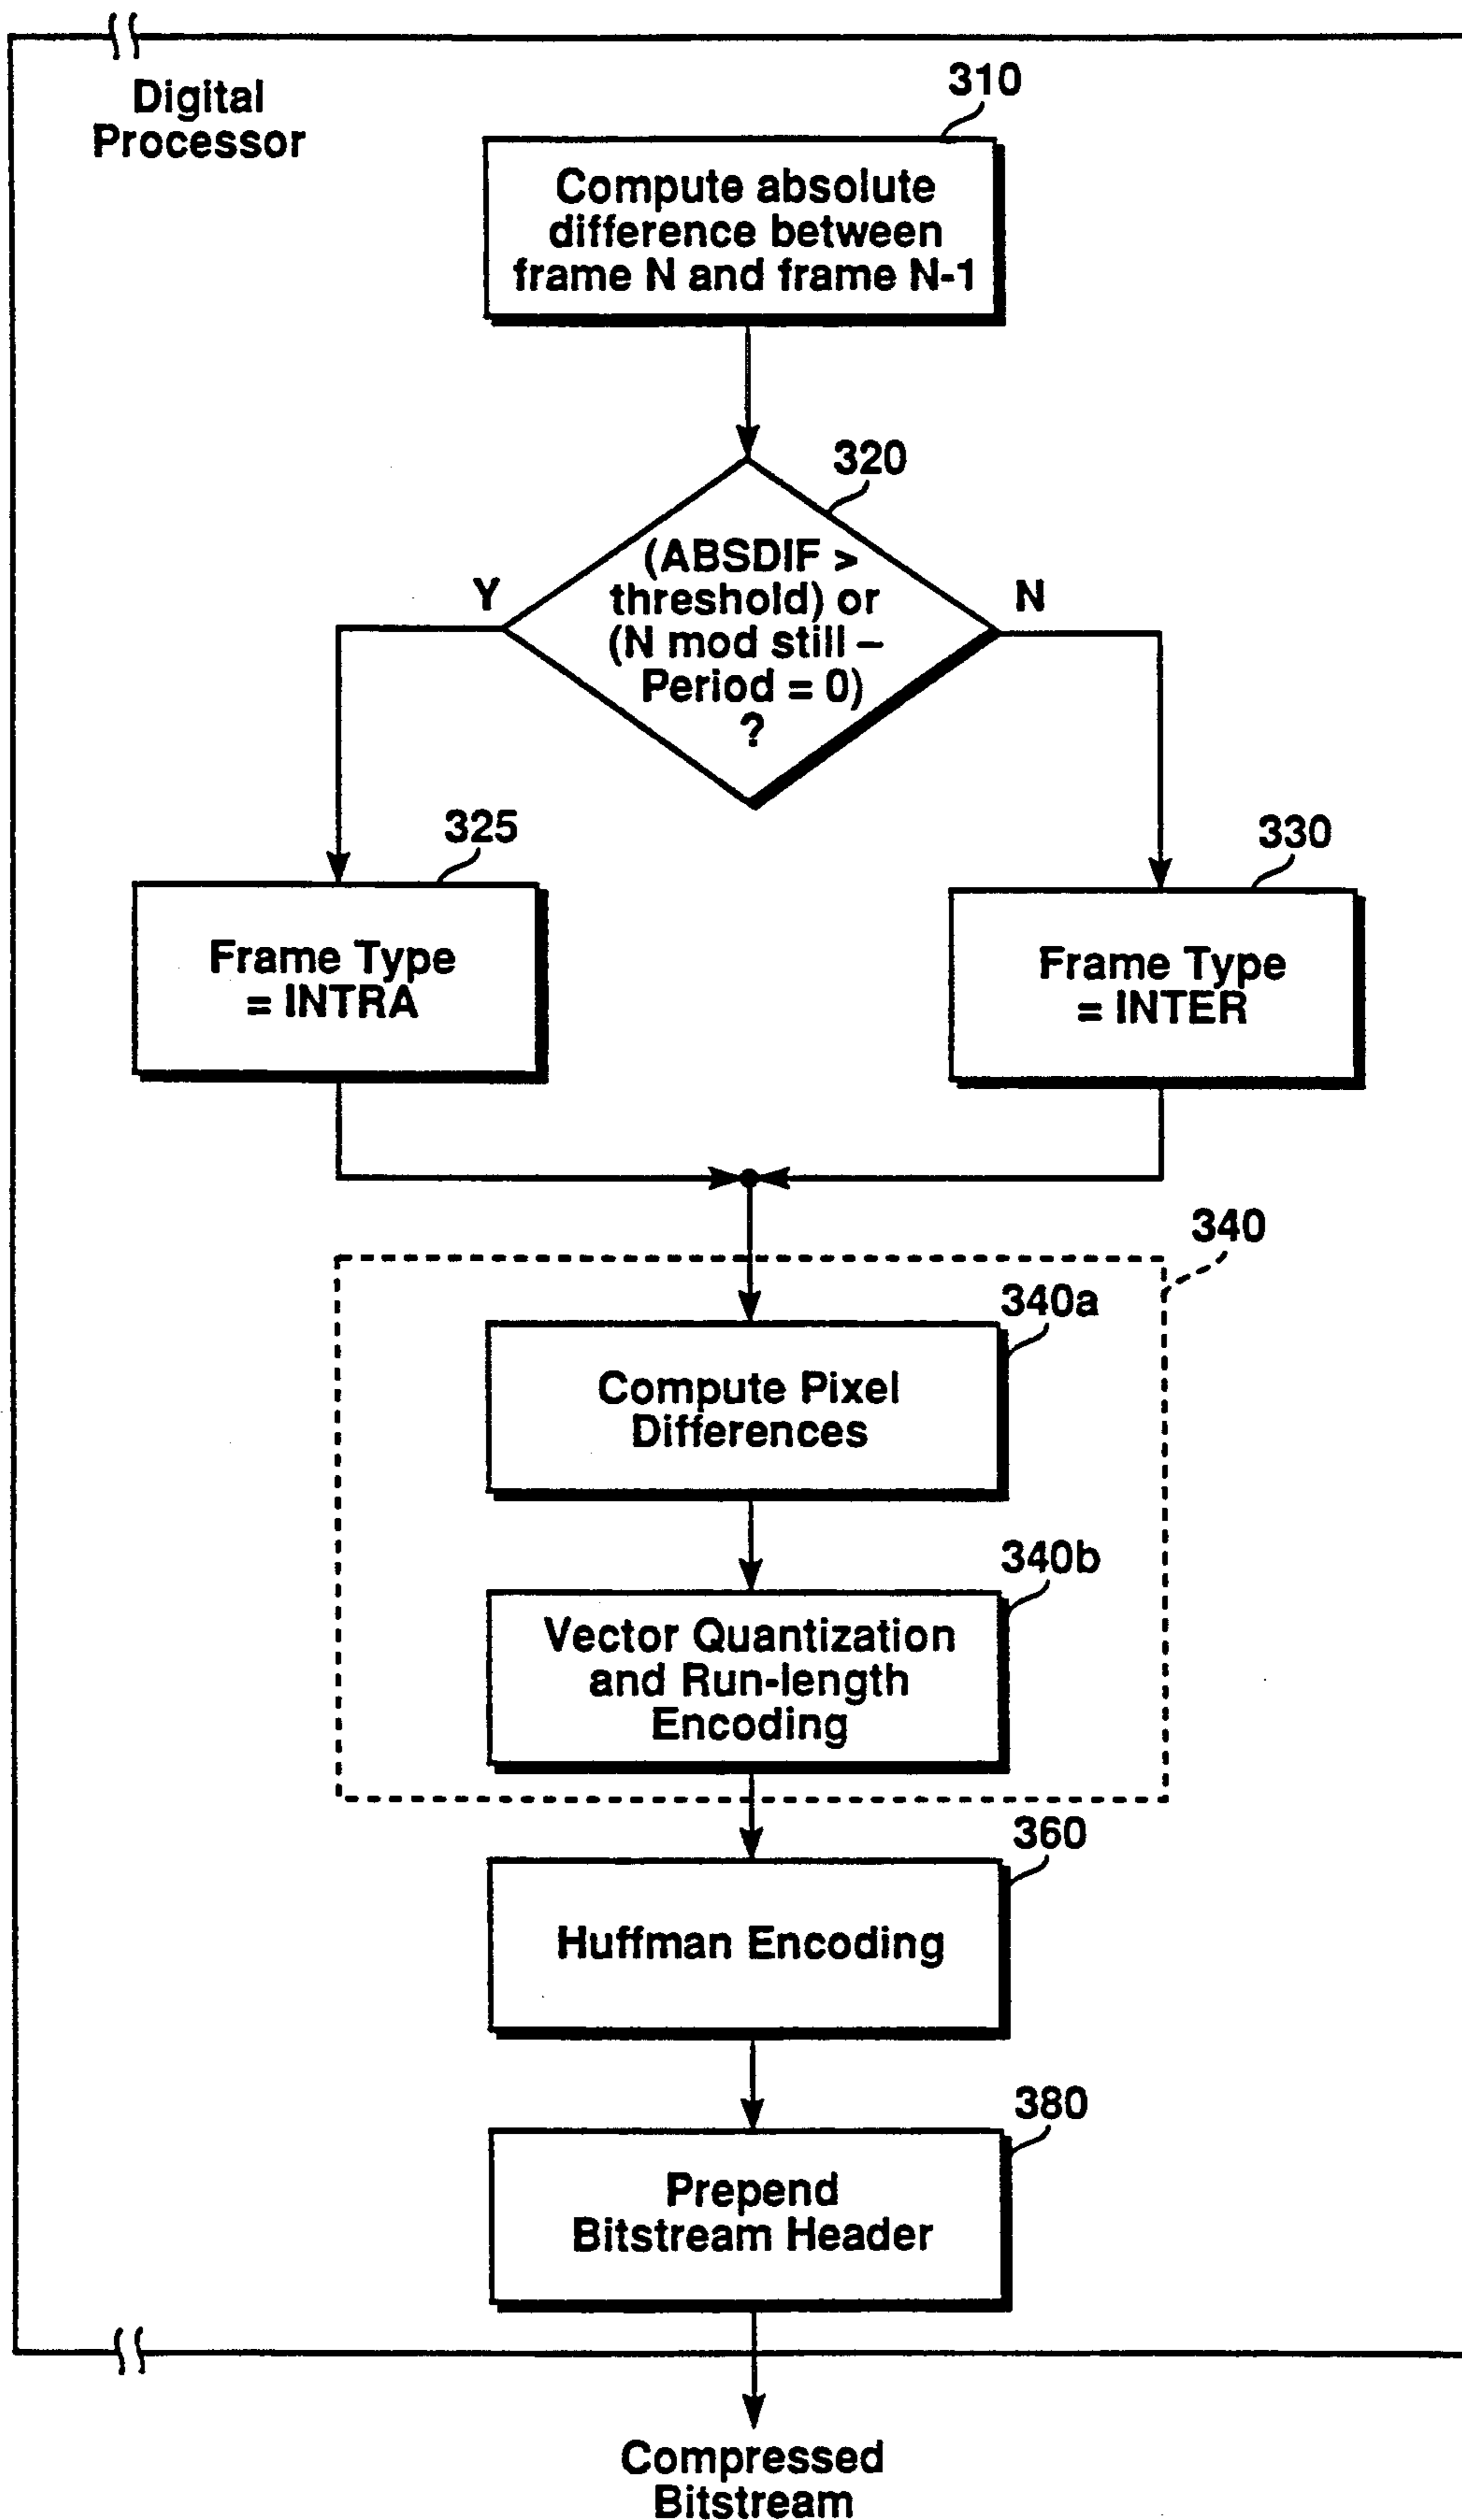 Digital
Processor
310
Compute absolute
difference between
frame N and frame N-1
320
(ABSDIF >
threshold) or
(N mod still –
Period = 0)
?
Y
N
325
Frame Type
= INTRA
330
Frame Type
= INTER
340
340a
Compute Pixel
Differences
340b
Vector Quantization
and Run-length
Encoding
360
Huffman Encoding
380
Prepend
Bitstream Header
Compressed
Bitstream